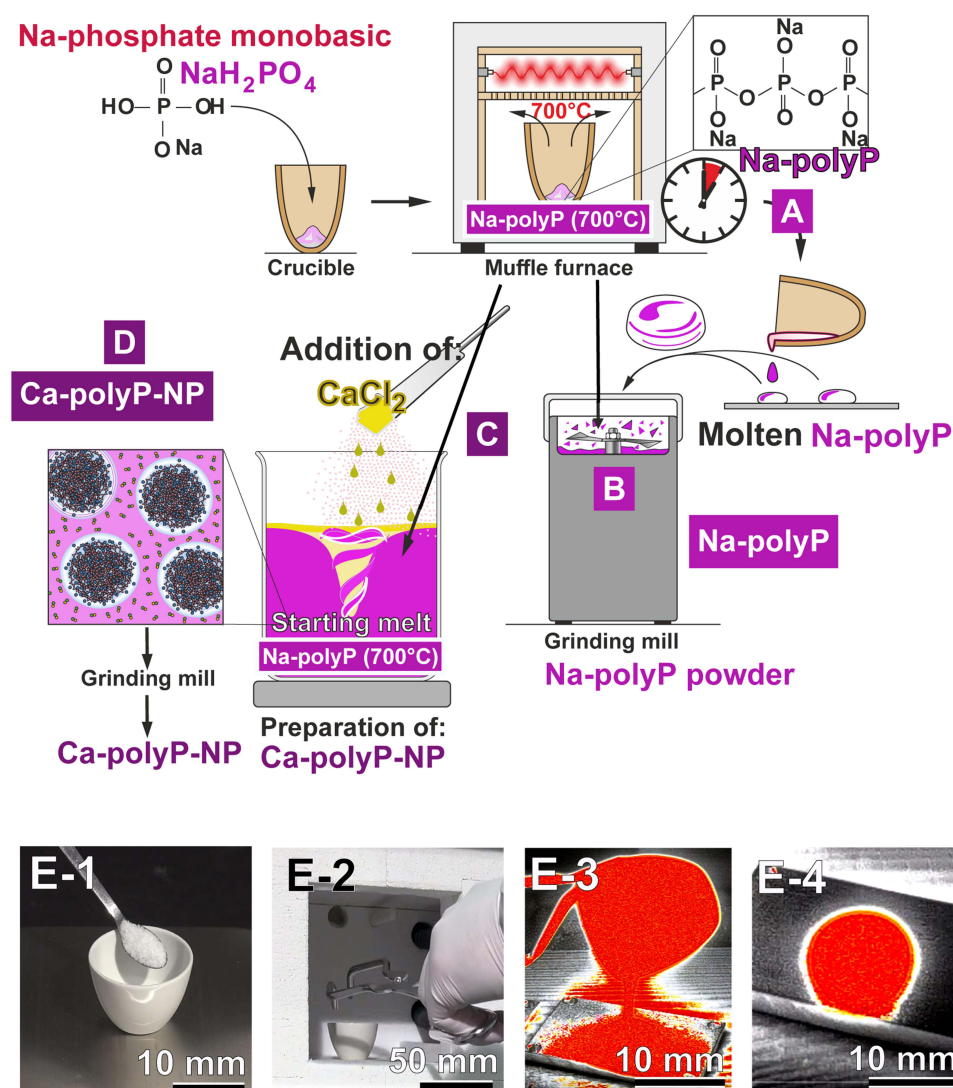 Na-phosphate monobasic
NaH₂PO₄
O
HO P OH
O Na
Crucible
700°C
Na-polyP (700°C)
Muffle furnace
Na
O O O
P P P
O O
O O O
Na Na
Na-polyP
A
Molten Na-polyP
B
Na-polyP
Grinding mill
Na-polyP powder
Addition of:
CaCl₂
C
Starting melt
Na-polyP (700°C)
Preparation of:
Ca-polyP-NP
D
Ca-polyP-NP
Grinding mill
Ca-polyP-NP
E-1
10 mm
E-2
50 mm
E-3
10 mm
E-4
10 mm